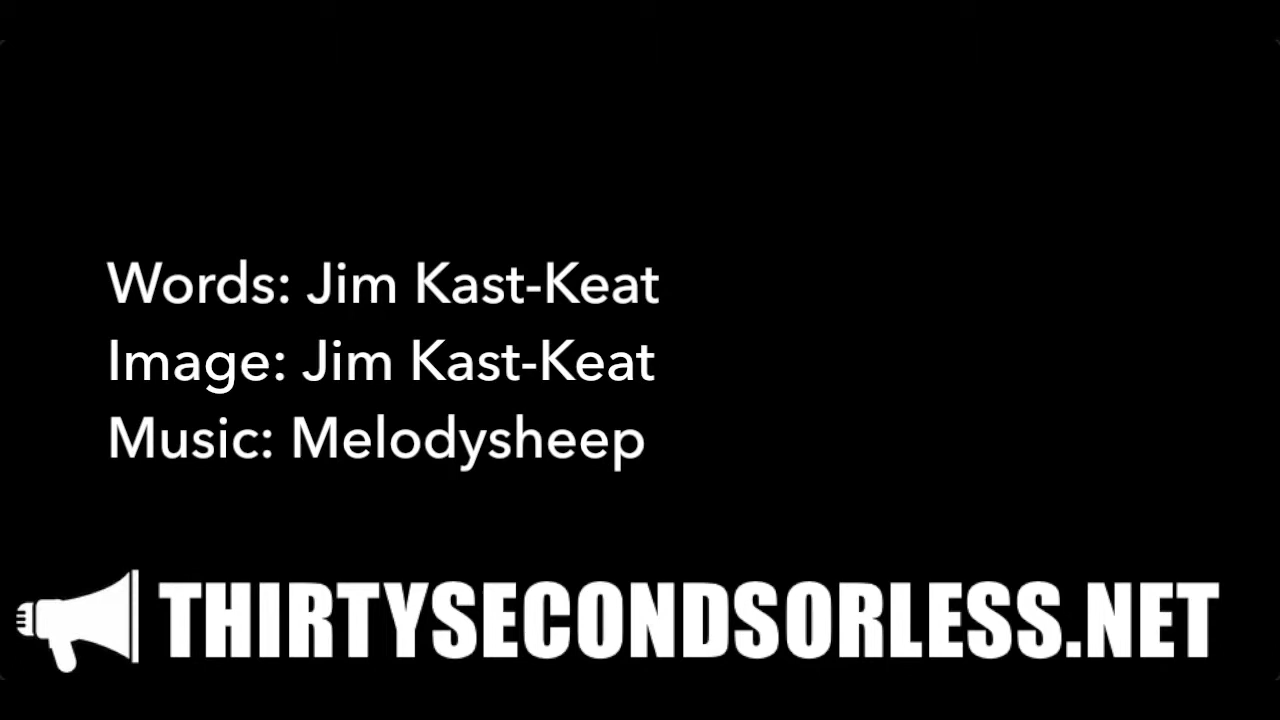 Words: Jim Kast-Keat
Image: Jim Kast-Keat
Music: Melodysheep
THIRTYSECONDSORLESS.NET